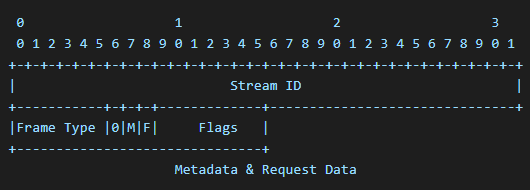 0                   1                   2                   3
0 1 2 3 4 5 6 7 8 9 0 1 2 3 4 5 6 7 8 9 0 1 2 3 4 5 6 7 8 9 0 1
+-+-+-+-+-+-+-+-+-+-+-+-+-+-+-+-+-+-+-+-+-+-+-+-+-+-+-+-+-+-+-+-+
|                           Stream ID                           |
+-----------+-+-+-+-------------+-------------------------------+
|Frame Type |0|M|F|     Flags   |
+-------------------------------+
Metadata & Request Data